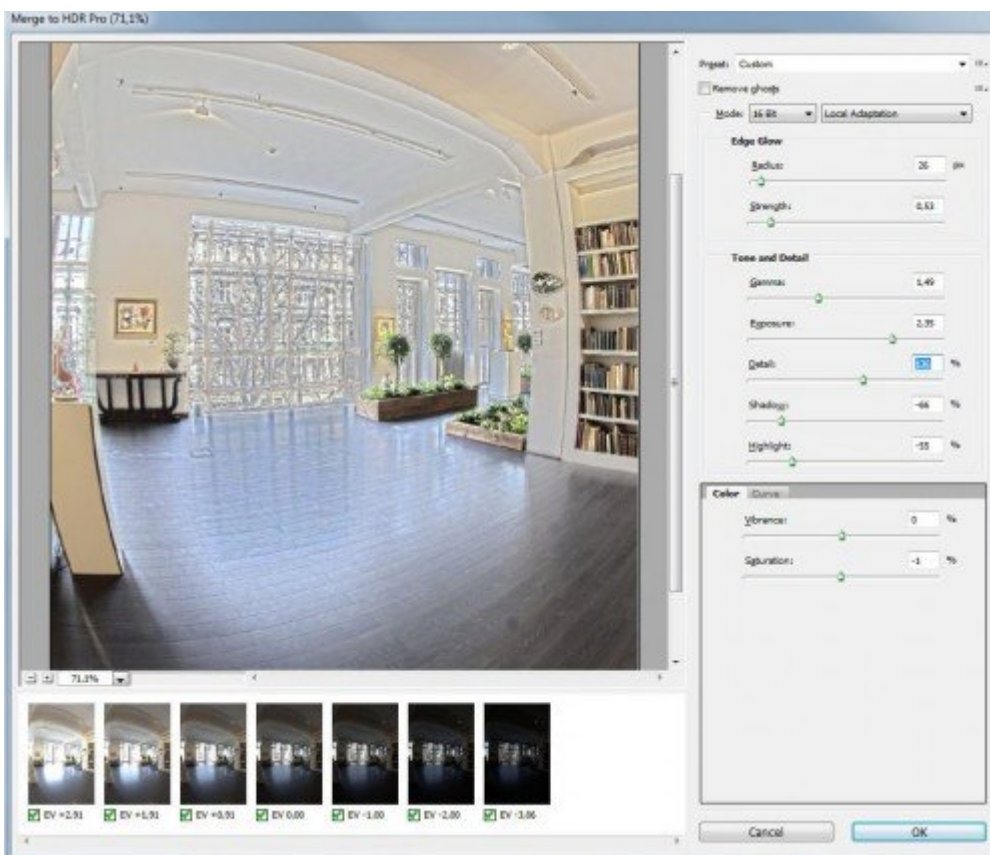 Merge to HDR Pro (71,1%)
Preset: Custom
Remove ghosts
Mode: 16 Bit Local Adaptation
Edge Glow
Radius: 26 px
Strength: 0,53
Tone and Detail
Gamma: 1,49
Exposure: 2,35
Detail: %
Shadow: -66 %
Highlight: -55 %
Color Curve
Vibrance: 0 %
Saturation: -1 %
71.1%
EV +2,91 EV +1,91 EV +0,91 EV 0,00 EV -1,00 EV -2,00 EV -3,06
Cancel OK